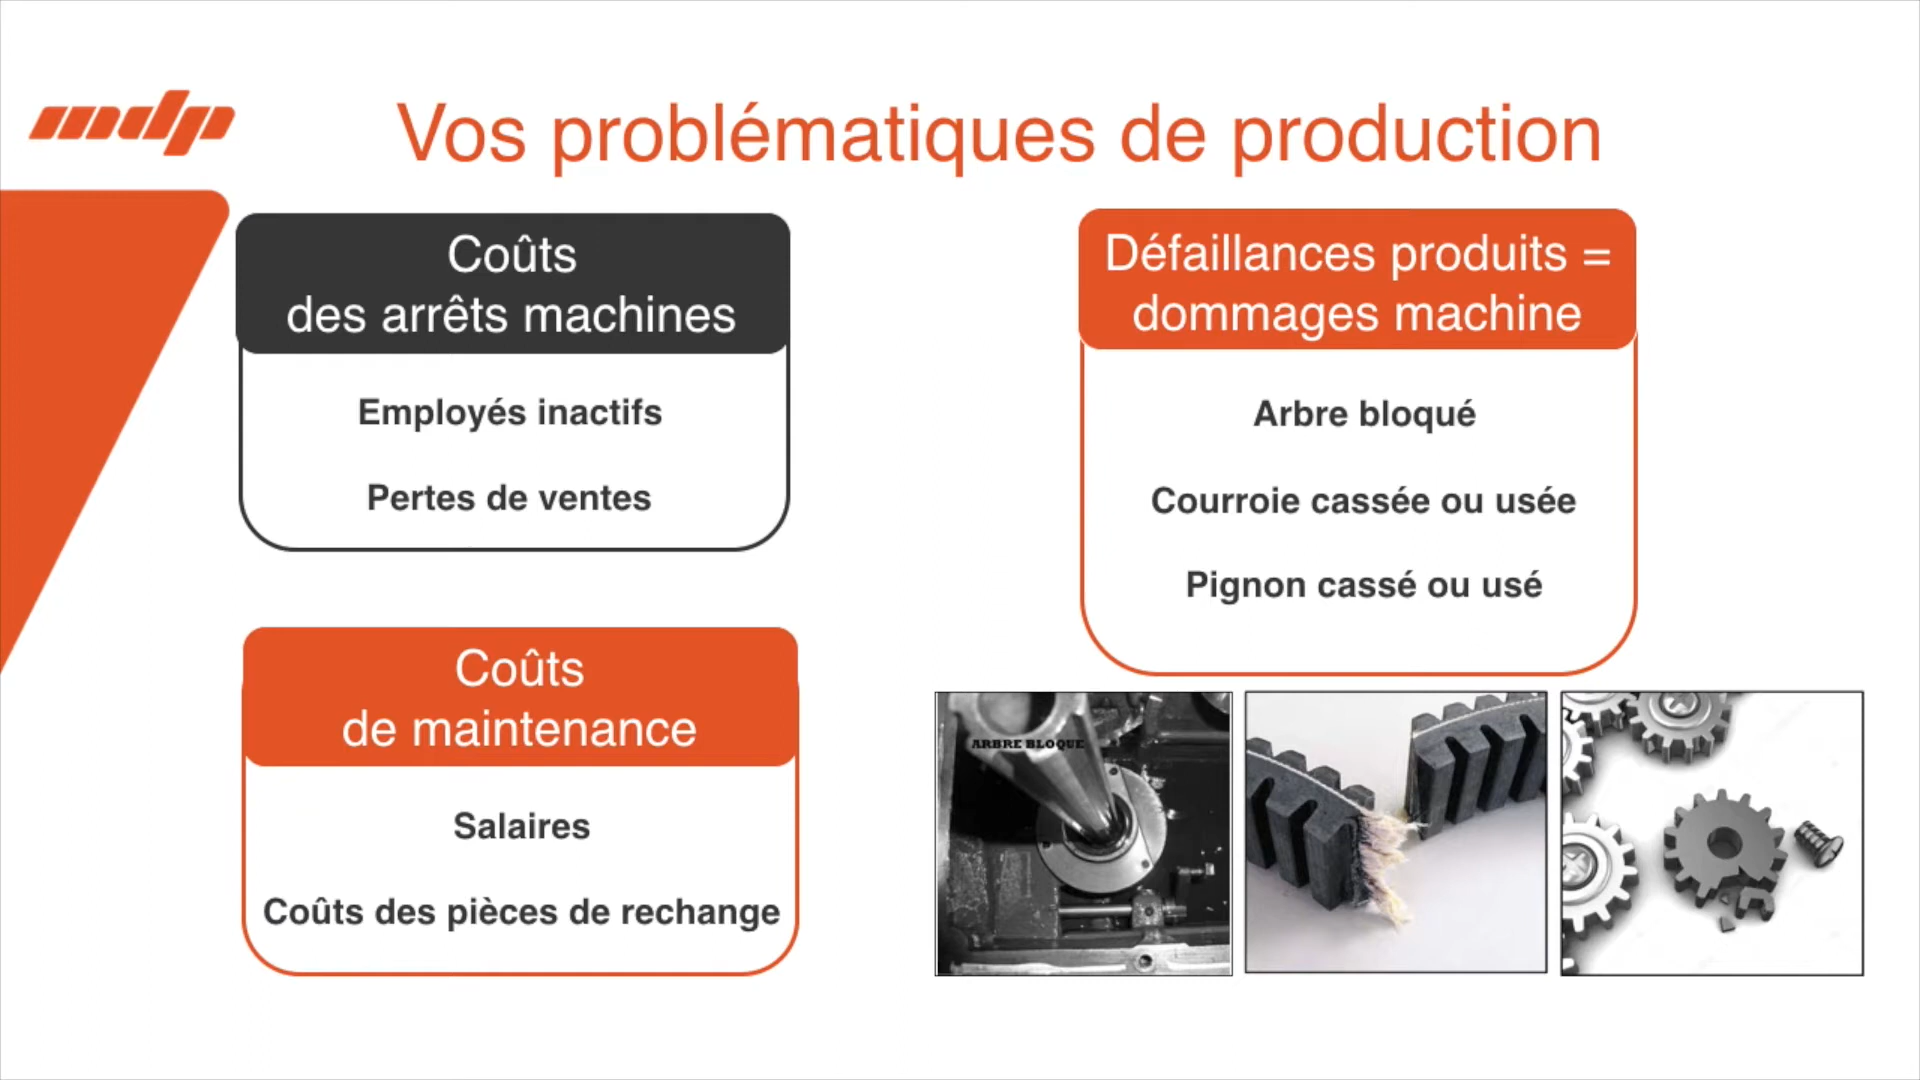 mdp
Vos problématiques de production
Coûts
des arrêts machines
Employés inactifs
Pertes de ventes
Coûts
de maintenance
Salaires
Coûts des pièces de rechange
Défaillances produits =
dommages machine
Arbre bloqué
Courroie cassée ou usée
Pignon cassé ou usé
ARBRE BLOQUE